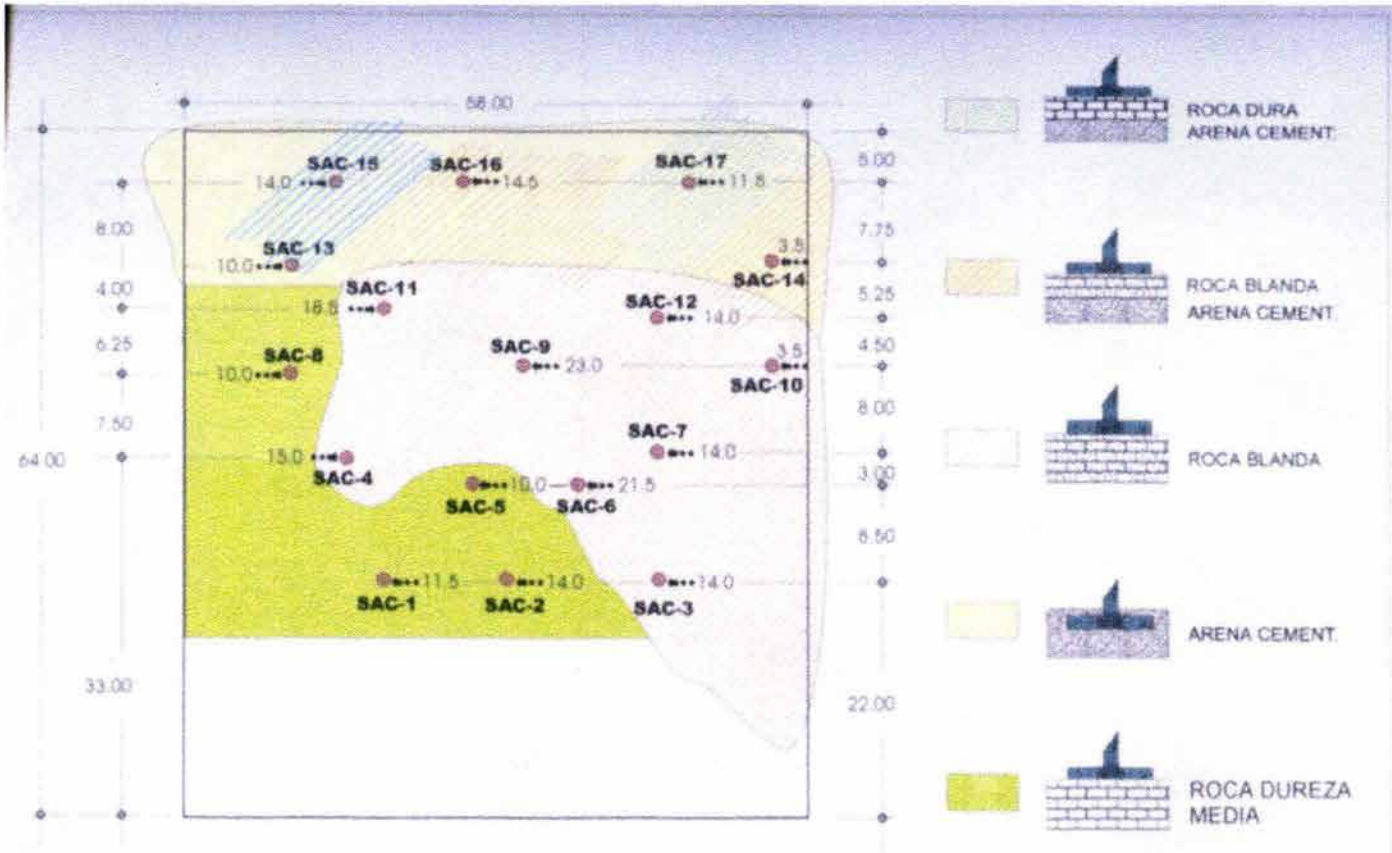 58.00
64.00
8.00
4.00
6.25
7.50
33.00
5.00
7.75
5.25
4.50
8.00
3.00
8.50
22.00
SAC-15
14.0
SAC-16
14.5
SAC-17
11.5
SAC-13
10.0
3.5
SAC-14
SAC-11
18.5
SAC-12
14.0
SAC-9
23.0
3.5
SAC-10
SAC-8
10.0
SAC-7
14.0
15.0
SAC-4
10.0
SAC-5
21.5
SAC-6
11.5
SAC-1
14.0
SAC-2
14.0
SAC-3
ROCA DURA
ARENA CEMENT.
ROCA BLANDA
ARENA CEMENT.
ROCA BLANDA
ARENA CEMENT.
ROCA DUREZA
MEDIA